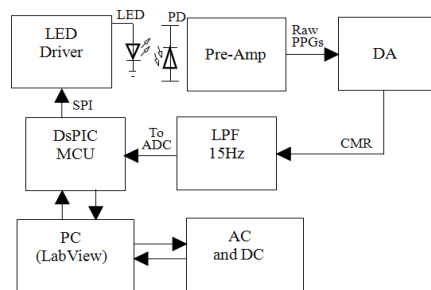 LED
PD
LED
Driver
Pre-Amp
Raw
PPGs
DA
SPI
DsPIC
MCU
To
ADC
LPF
15Hz
CMR
PC
(LabView)
AC
and DC